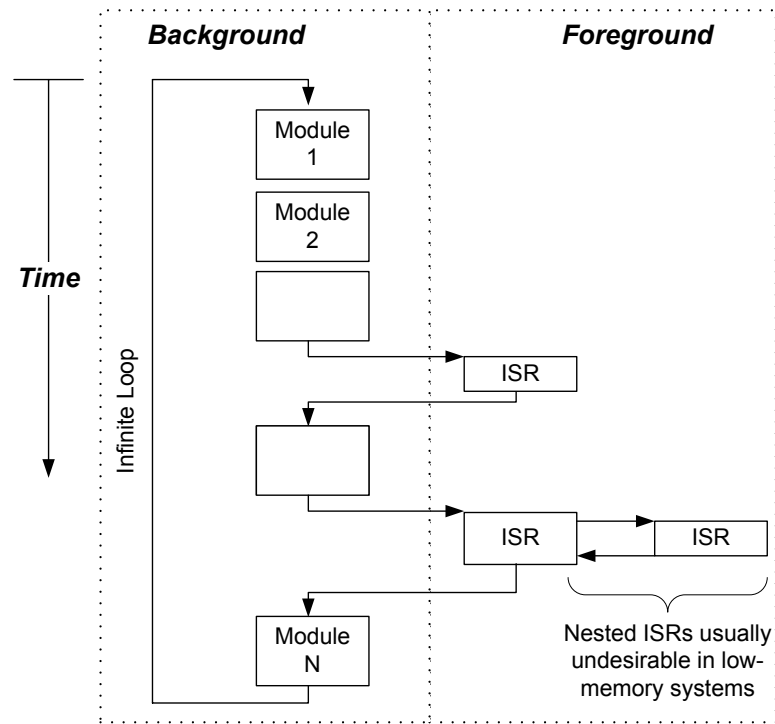 Background
Foreground
Module
1
Module
2
Time
Infinite Loop
ISR
ISR
ISR
Module
N
Nested ISRs usually
undesirable in low-
memory systems